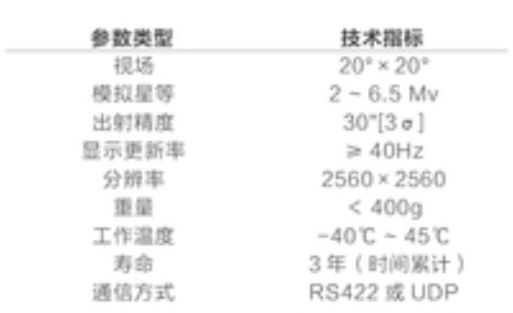 参数类型 技术指标
视场 20°×20°
模拟星等 2 ~ 6.5 Mv
出射精度 30"[3σ]
显示更新率 ≥ 40Hz
分辨率 2560×2560
重量 < 400g
工作温度 -40℃ ~ 45℃
寿命 3 年（时间累计）
通信方式 RS422 或 UDP